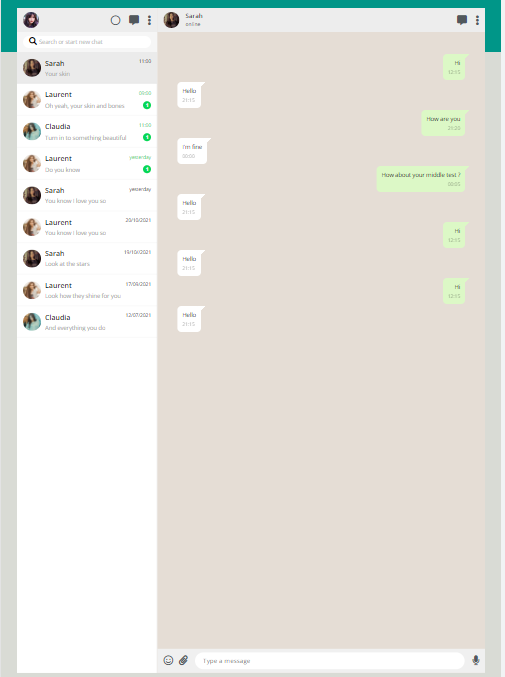 Sarah
online
Search or start new chat
Sarah
11:00
Your skin
Laurent
09:00
Oh yeah, your skin and bones
1
Claudia
11:00
Turn in to something beautiful
1
Laurent
yesterday
Do you know
1
Sarah
yesterday
You know I love you so
Laurent
20/10/2021
You know I love you so
Sarah
19/10/2021
Look at the stars
Laurent
17/09/2021
Look how they shine for you
Claudia
12/07/2021
And everything you do
Hi
12:15
Hello
21:15
How are you
21:03
I'm fine
00:05
How about your middle test ?
00:05
Hello
21:15
Hi
12:15
Hello
21:15
Hi
12:15
Hello
21:15
Type a message